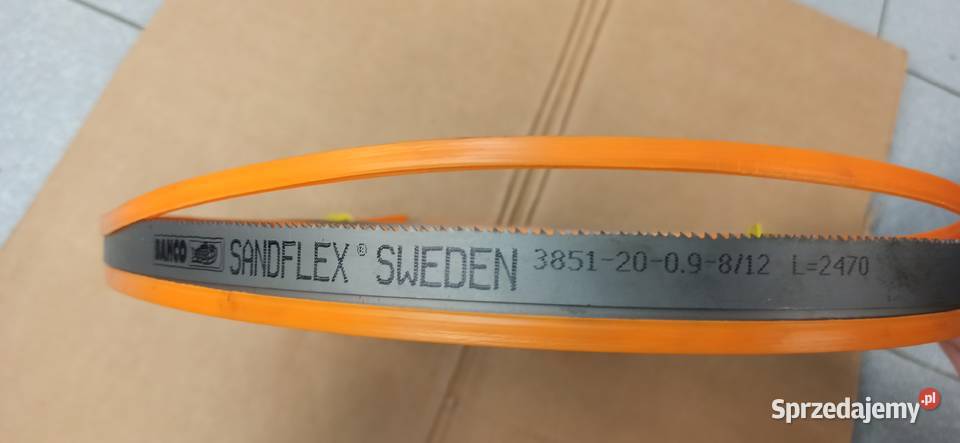 BAHCO SANDFLEX® SWEDEN 3851-20-0.9-8/12 L=2470
Sprzedajemy.pl